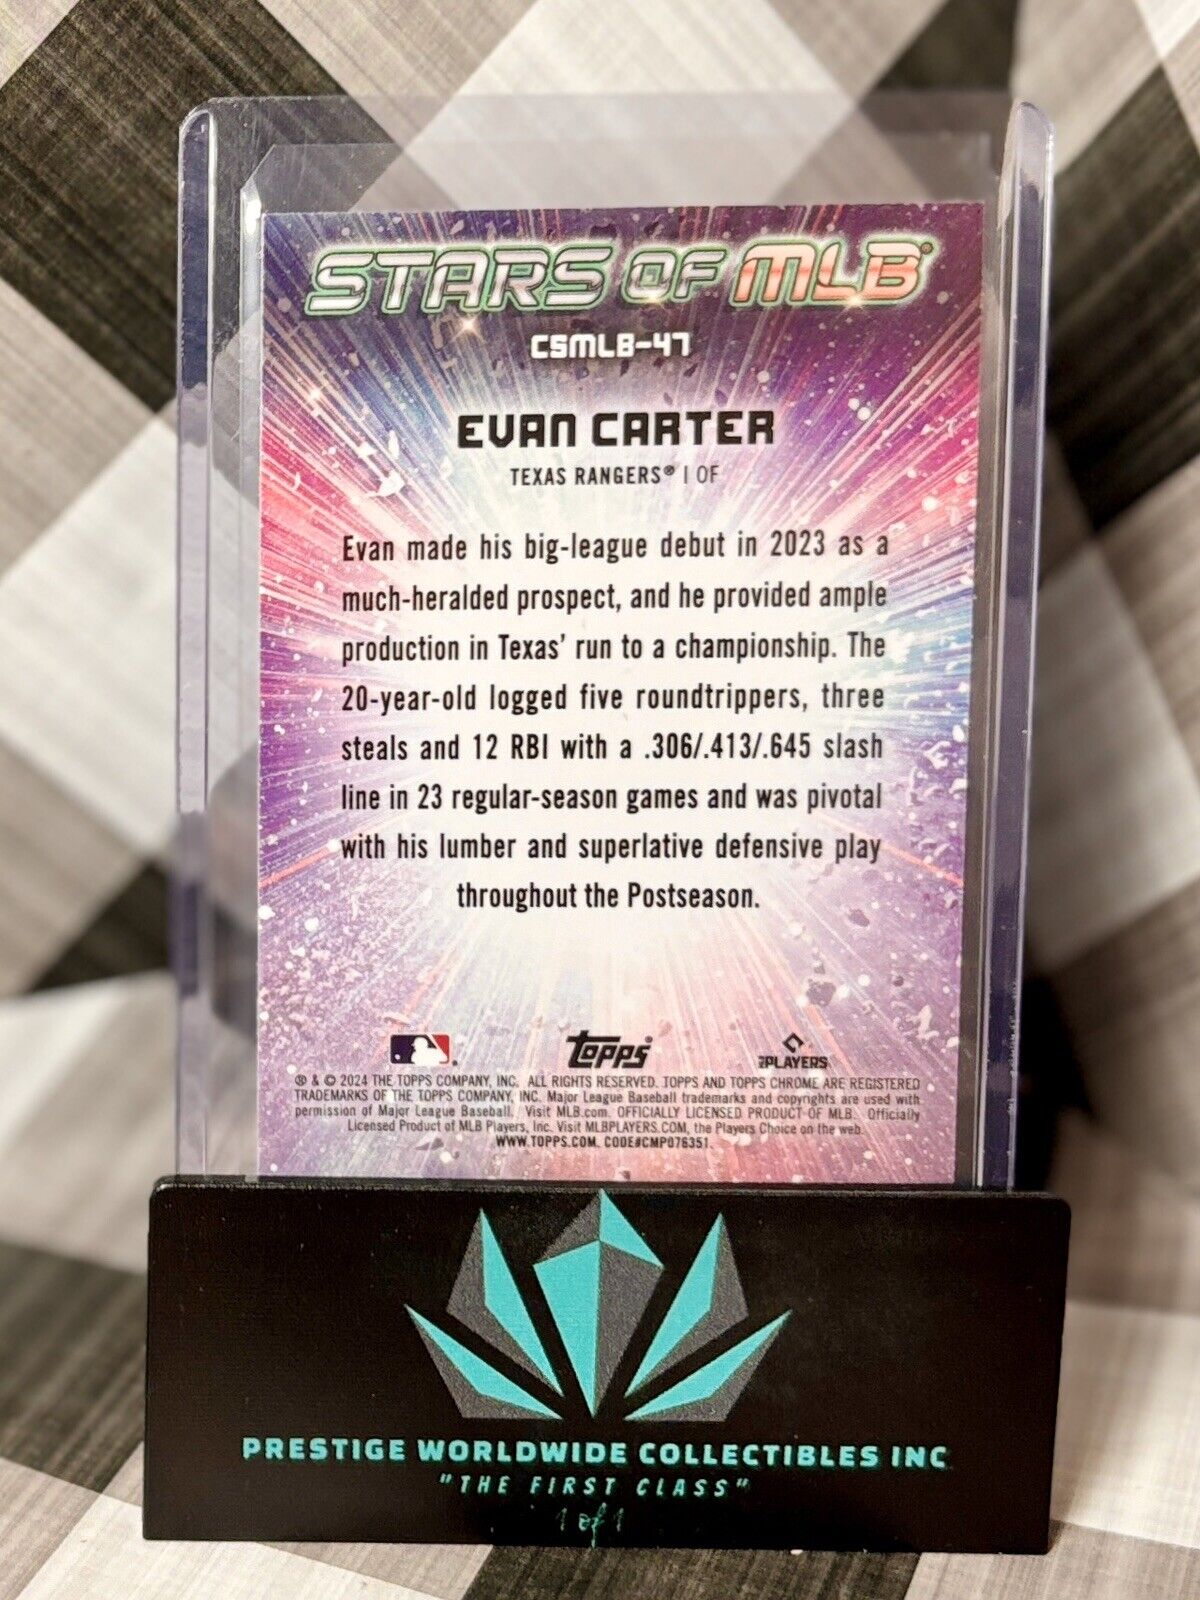 STARS OF MLB®
CSMLB-47
EVAN CARTER
TEXAS RANGERS® | OF
Evan made his big-league debut in 2023 as a
much-heralded prospect, and he provided ample
production in Texas' run to a championship. The
20-year-old logged five roundtrippers, three
steals and 12 RBI with a .306/.413/.645 slash
line in 23 regular-season games and was pivotal
with his lumber and superlative defensive play
throughout the Postseason.
topps PLAYERS
® & © 2024 THE TOPPS COMPANY, INC. ALL RIGHTS RESERVED. TOPPS AND TOPPS CHROME ARE REGISTERED
TRADEMARKS OF THE TOPPS COMPANY, INC. Major League Baseball trademarks and copyrights are used with
permission of Major League Baseball. Visit MLB.com. OFFICIALLY LICENSED PRODUCT OF MLB. Officially
Licensed Product of MLB Players, Inc. Visit MLBPLAYERS.COM, the Players Choice on the web.
WWW.TOPPS.COM. CODE#CMP076351
PRESTIGE WORLDWIDE COLLECTIBLES INC
"THE FIRST CLASS"
1 of 1